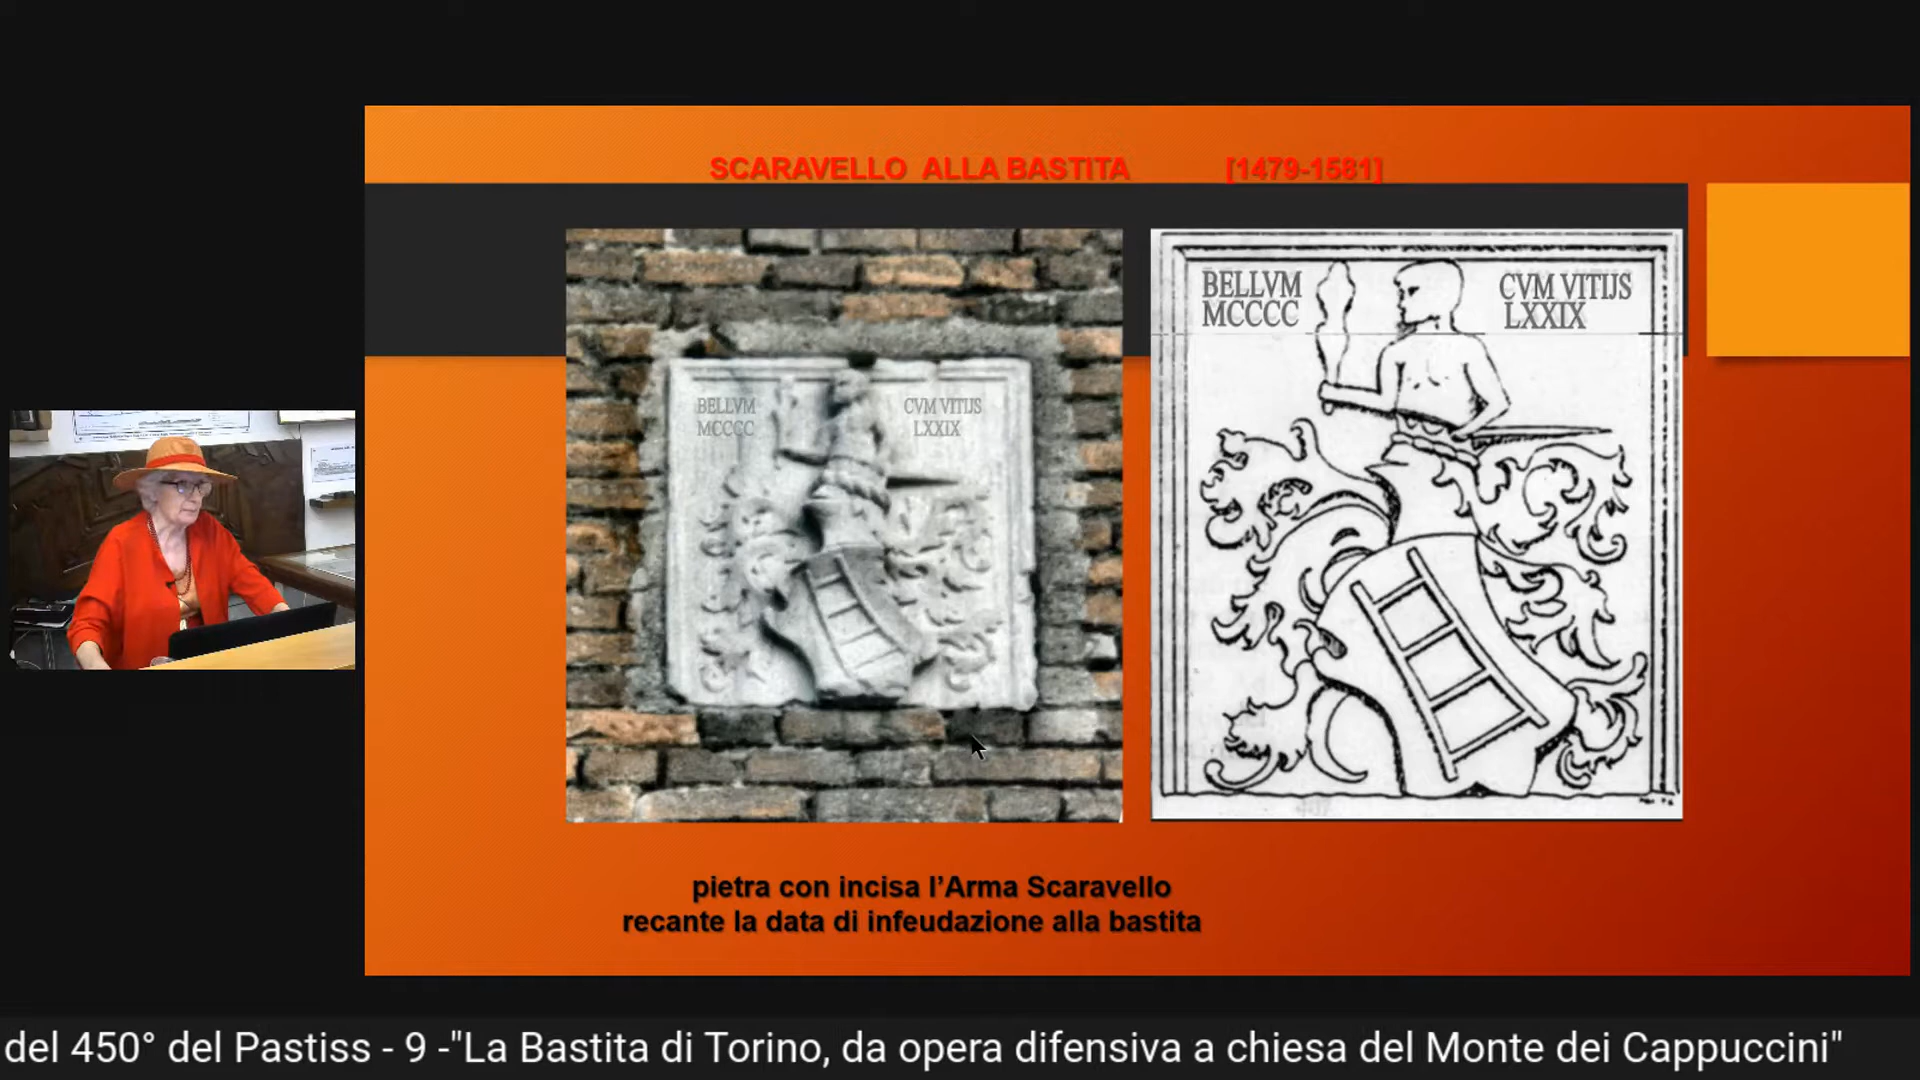 SCARAVELLO ALLA BASTITA [1479-1581]
BELLVM CVM VITIJS
MCCCC LXXIX
BELLVM CVM VITIJS
MCCCC LXXIX
pietra con incisa l'Arma Scaravello
recante la data di infeudazione alla bastita
del 450° del Pastiss - 9 -"La Bastita di Torino, da opera difensiva a chiesa del Monte dei Cappuccini"